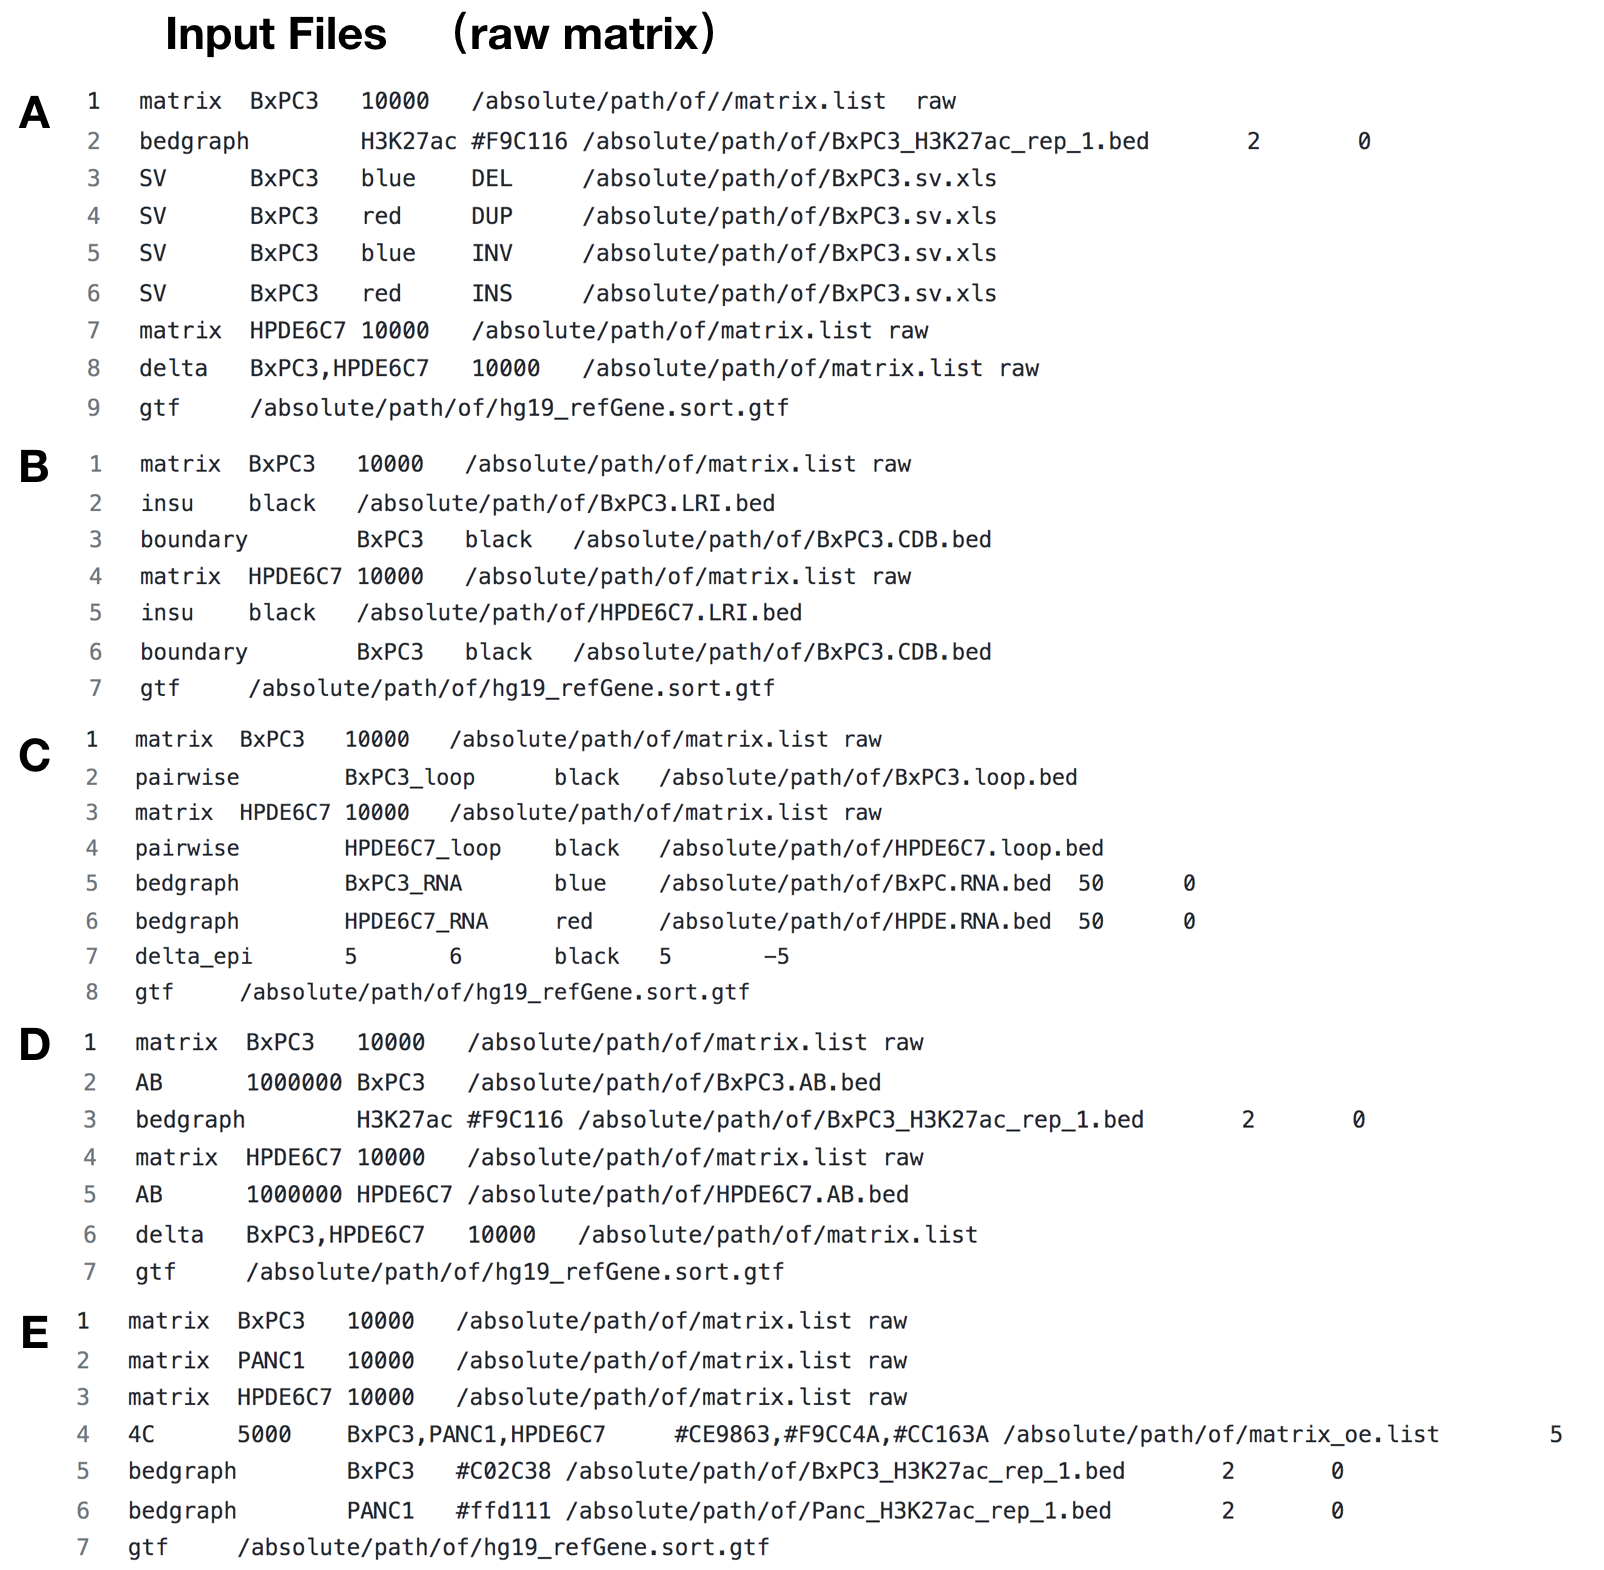 Input Files （raw matrix）
A
1 matrix BxPC3 10000 /absolute/path/of//matrix.list raw
2 bedgraph H3K27ac #F9C116 /absolute/path/of/BxPC3_H3K27ac_rep_1.bed 2 0
3 SV BxPC3 blue DEL /absolute/path/of/BxPC3.sv.xls
4 SV BxPC3 red DUP /absolute/path/of/BxPC3.sv.xls
5 SV BxPC3 blue INV /absolute/path/of/BxPC3.sv.xls
6 SV BxPC3 red INS /absolute/path/of/BxPC3.sv.xls
7 matrix HPDE6C7 10000 /absolute/path/of/matrix.list raw
8 delta BxPC3,HPDE6C7 10000 /absolute/path/of/matrix.list raw
9 gtf /absolute/path/of/hg19_refGene.sort.gtf
B
1 matrix BxPC3 10000 /absolute/path/of/matrix.list raw
2 insu black /absolute/path/of/BxPC3.LRI.bed
3 boundary BxPC3 black /absolute/path/of/BxPC3.CDB.bed
4 matrix HPDE6C7 10000 /absolute/path/of/matrix.list raw
5 insu black /absolute/path/of/HPDE6C7.LRI.bed
6 boundary BxPC3 black /absolute/path/of/BxPC3.CDB.bed
7 gtf /absolute/path/of/hg19_refGene.sort.gtf
C
1 matrix BxPC3 10000 /absolute/path/of/matrix.list raw
2 pairwise BxPC3_loop black /absolute/path/of/BxPC3.loop.bed
3 matrix HPDE6C7 10000 /absolute/path/of/matrix.list raw
4 pairwise HPDE6C7_loop black /absolute/path/of/HPDE6C7.loop.bed
5 bedgraph BxPC3_RNA blue /absolute/path/of/BxPC.RNA.bed 50 0
6 bedgraph HPDE6C7_RNA red /absolute/path/of/HPDE.RNA.bed 50 0
7 delta_epi 5 6 black 5 -5
8 gtf /absolute/path/of/hg19_refGene.sort.gtf
D
1 matrix BxPC3 10000 /absolute/path/of/matrix.list raw
2 AB 1000000 BxPC3 /absolute/path/of/BxPC3.AB.bed
3 bedgraph H3K27ac #F9C116 /absolute/path/of/BxPC3_H3K27ac_rep_1.bed 2 0
4 matrix HPDE6C7 10000 /absolute/path/of/matrix.list raw
5 AB 1000000 HPDE6C7 /absolute/path/of/HPDE6C7.AB.bed
6 delta BxPC3,HPDE6C7 10000 /absolute/path/of/matrix.list
7 gtf /absolute/path/of/hg19_refGene.sort.gtf
E
1 matrix BxPC3 10000 /absolute/path/of/matrix.list raw
2 matrix PANC1 10000 /absolute/path/of/matrix.list raw
3 matrix HPDE6C7 10000 /absolute/path/of/matrix.list raw
4 4C 5000 BxPC3,PANC1,HPDE6C7 #CE9863,#F9CC4A,#CC163A /absolute/path/of/matrix_oe.list 5
5 bedgraph BxPC3 #C02C38 /absolute/path/of/BxPC3_H3K27ac_rep_1.bed 2 0
6 bedgraph PANC1 #ffd111 /absolute/path/of/Panc_H3K27ac_rep_1.bed 2 0
7 gtf /absolute/path/of/hg19_refGene.sort.gtf